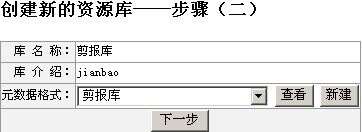 创建新的资源库——步骤（二）
库 名 称： 剪报库
库 介 绍： jianbao
元数据格式： 剪报库 查看 新建
下一步